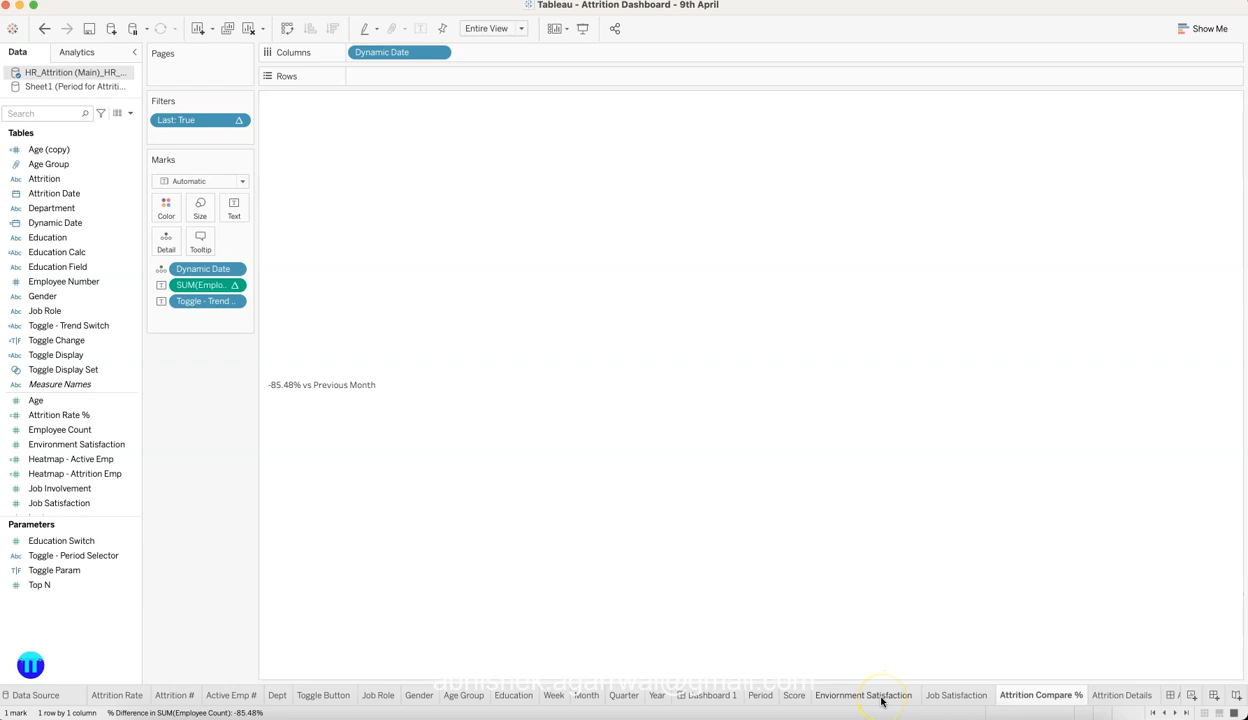 Tableau - Attrition Dashboard - 9th April
Entire View
Show Me
Data
Analytics
Pages
Columns
Dynamic Date
HR_Attrition (Main)_HR_...
Sheet1 (Period for Attriti...
Rows
Filters
Search
Last: True
Tables
Age (copy)
Age Group
Attrition
Attrition Date
Department
Dynamic Date
Education
Education Calc
Education Field
Employee Number
Gender
Job Role
Toggle - Trend Switch
Toggle Change
Toggle Display
Toggle Display Set
Measure Names
Age
Attrition Rate %
Employee Count
Environment Satisfaction
Heatmap - Active Emp
Heatmap - Attrition Emp
Job Involvement
Job Satisfaction
Parameters
Education Switch
Toggle - Period Selector
Toggle Param
Top N
Marks
Automatic
Color
Size
Text
Detail
Tooltip
Dynamic Date
SUM(Emplo..
Toggle - Trend ..
-85.48% vs Previous Month
abhishek.agarrwal@gmail.com
Data Source
Attrition Rate
Attrition #
Active Emp #
Dept
Toggle Button
Job Role
Gender
Age Group
Education
Week
Month
Quarter
Year
Dashboard 1
Period
Score
Enviornment Satisfaction
Job Satisfaction
Attrition Compare %
Attrition Details
1 mark
1 row by 1 column
% Difference in SUM(Employee Count): -85.48%